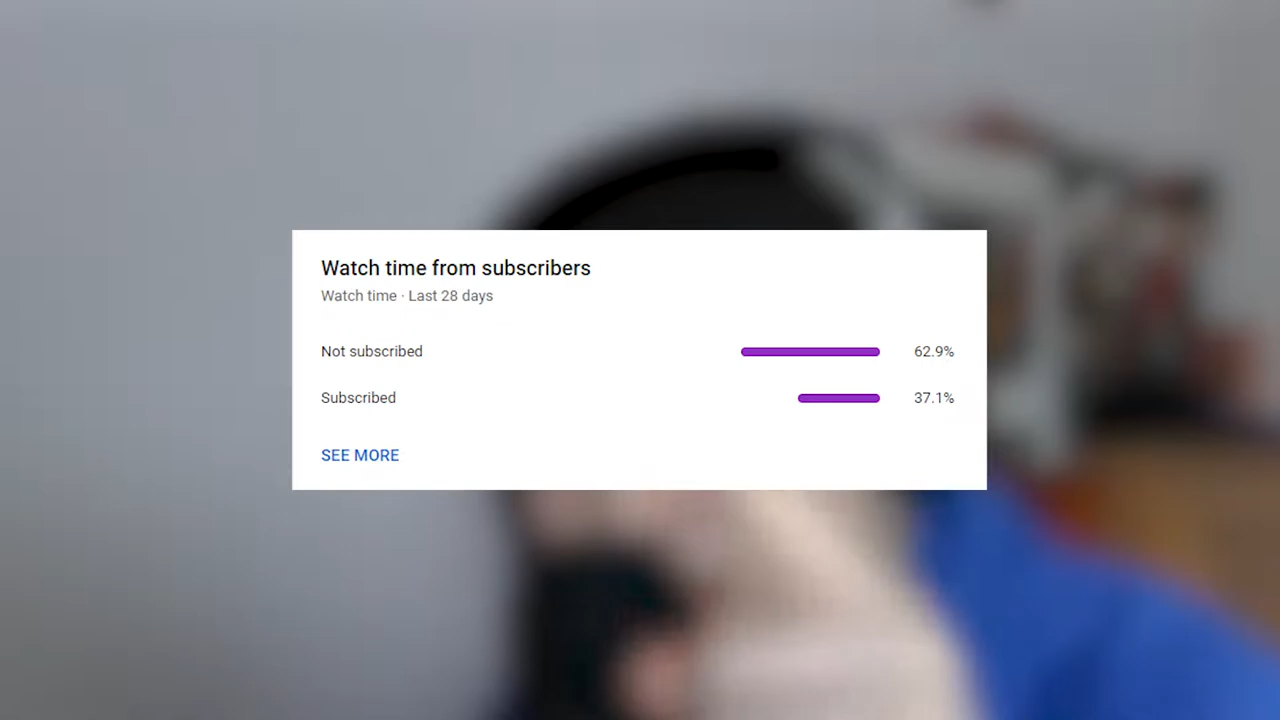 Watch time from subscribers
Watch time · Last 28 days
Not subscribed 62.9%
Subscribed 37.1%
SEE MORE